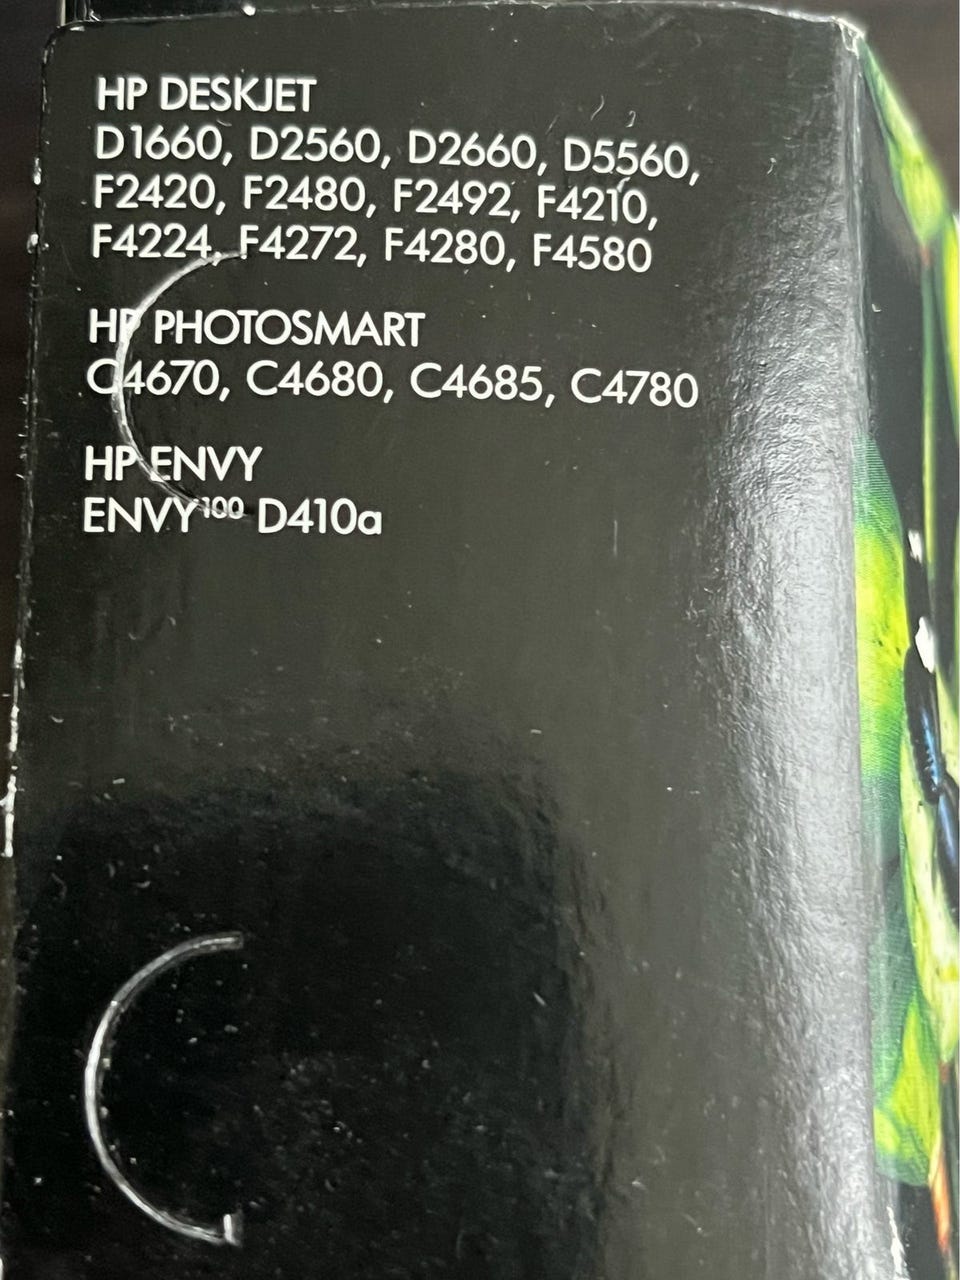 HP DESKJET
D1660, D2560, D2660, D5560,
F2420, F2480, F2492, F4210,
F4224, F4272, F4280, F4580
HP PHOTOSMART
C4670, C4680, C4685, C4780
HP ENVY
ENVY¹⁰⁰ D410a